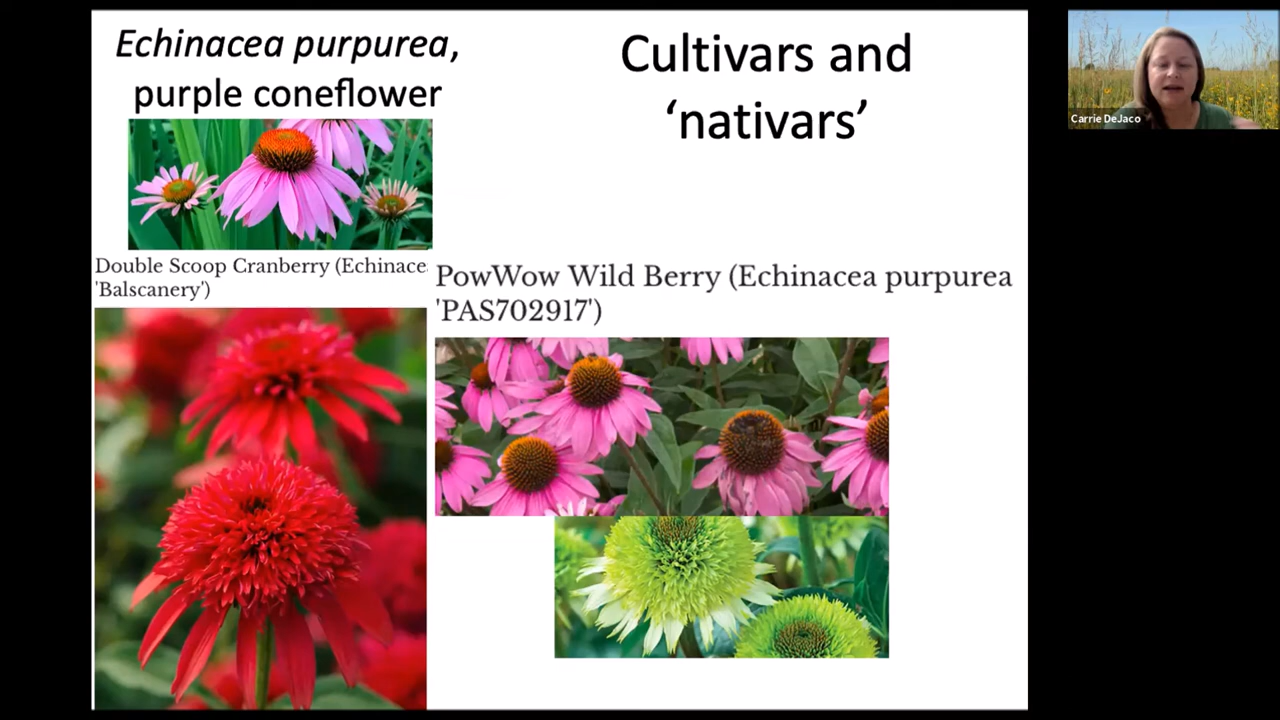 Echinacea purpurea,
purple coneflower
Cultivars and
‘nativars’
Double Scoop Cranberry (Echinace
'Balscanery')
PowWow Wild Berry (Echinacea purpurea
'PAS702917')
Carrie DeJaco